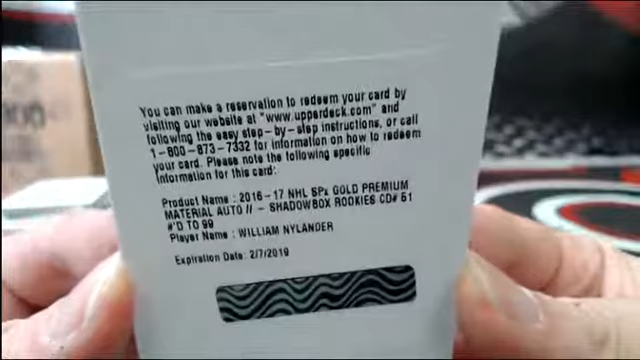 You can make a reservation to redeem your card by
visiting our website at "www.upperdeck.com" and
following the easy step-by-step instructions, or call
1-800-873-7332 for information on how to redeem
your card. Please note the following specific
information for this card:
Product Name : 2016-17 NHL SPx GOLD PREMIUM
MATERIAL AUTO // - SHADOWBOX ROOKIES CD# 51
#'D TO 99
Player Name : WILLIAM NYLANDER
Expiration Date: 2/7/2019